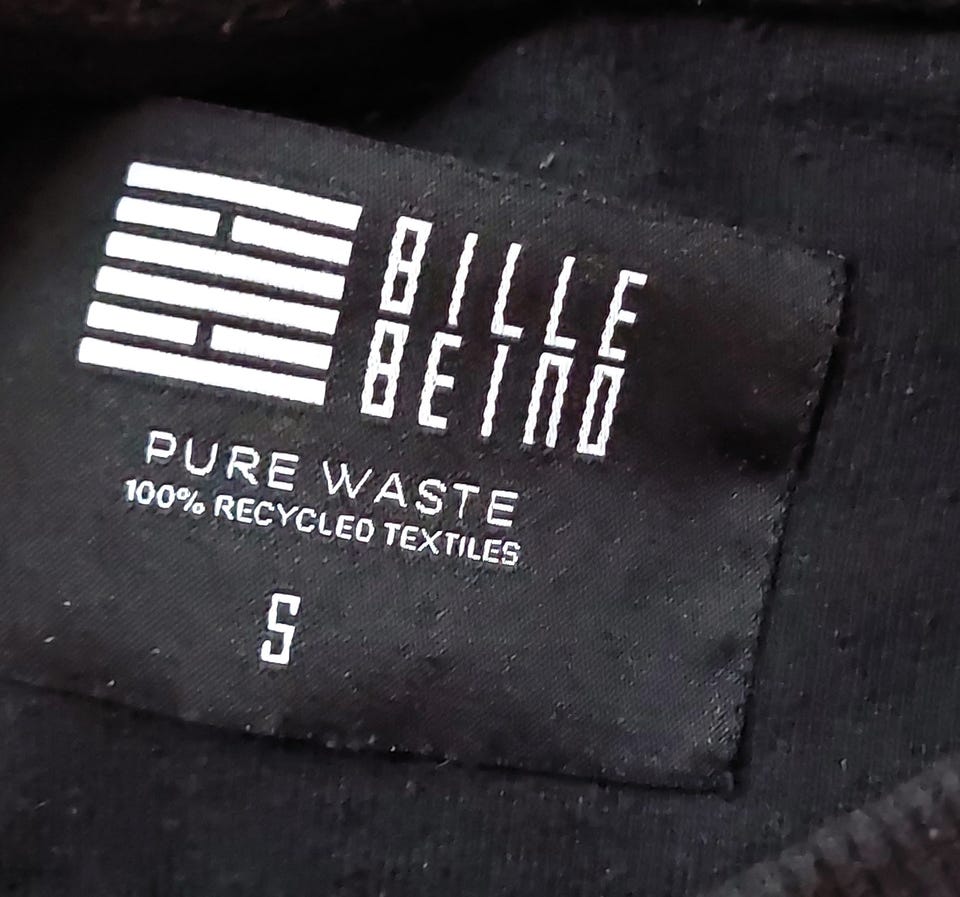 BILLE
BEINO
PURE WASTE
100% RECYCLED TEXTILES
S